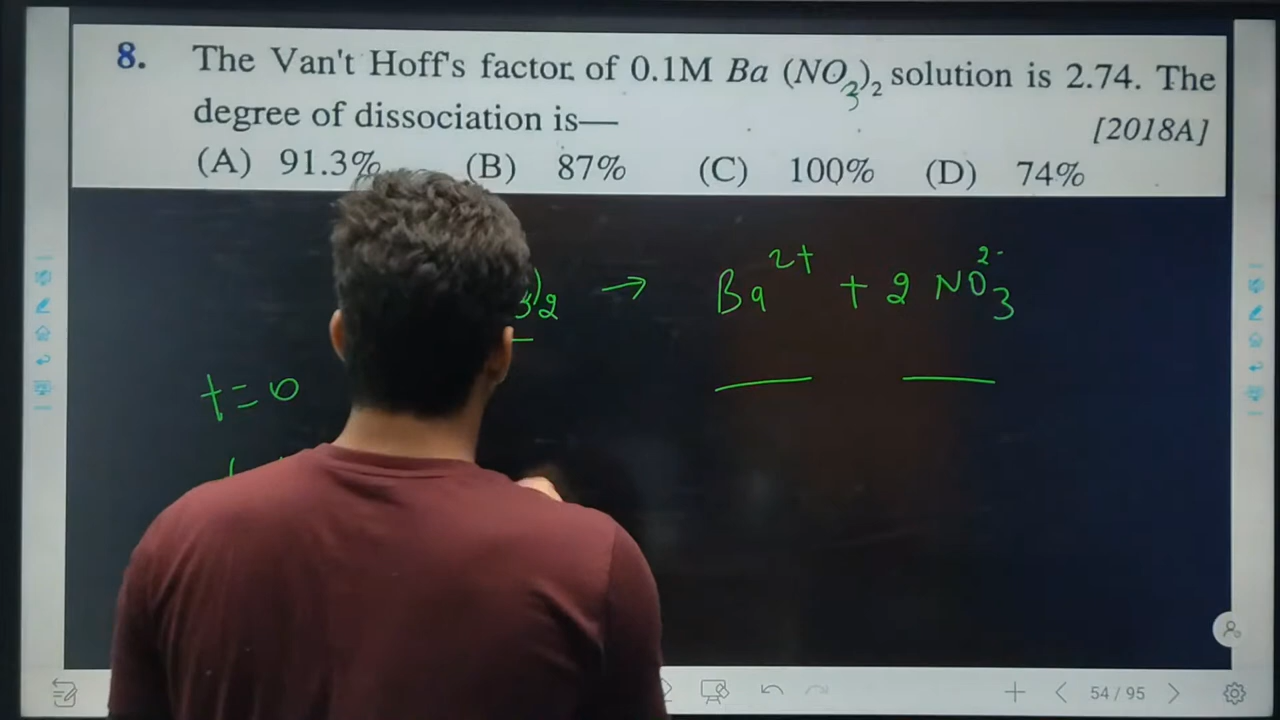 8. The Van't Hoff's factor of 0.1M Ba (NO3)2 solution is 2.74. The
degree of dissociation is—
[2018A]
(A) 91.3% (B) 87% (C) 100% (D) 74%
3)2 → Ba2+ + 2 NO3 2-
t=0
54 / 95